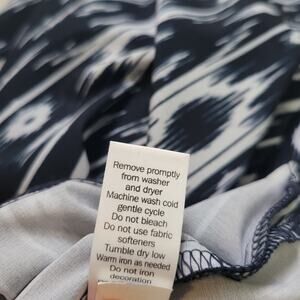 Remove promptly
from washer
and dryer
Machine wash cold
gentle cycle
Do not bleach
Do not use fabric
softeners
Tumble dry low
Warm iron as needed
Do not iron
decoration